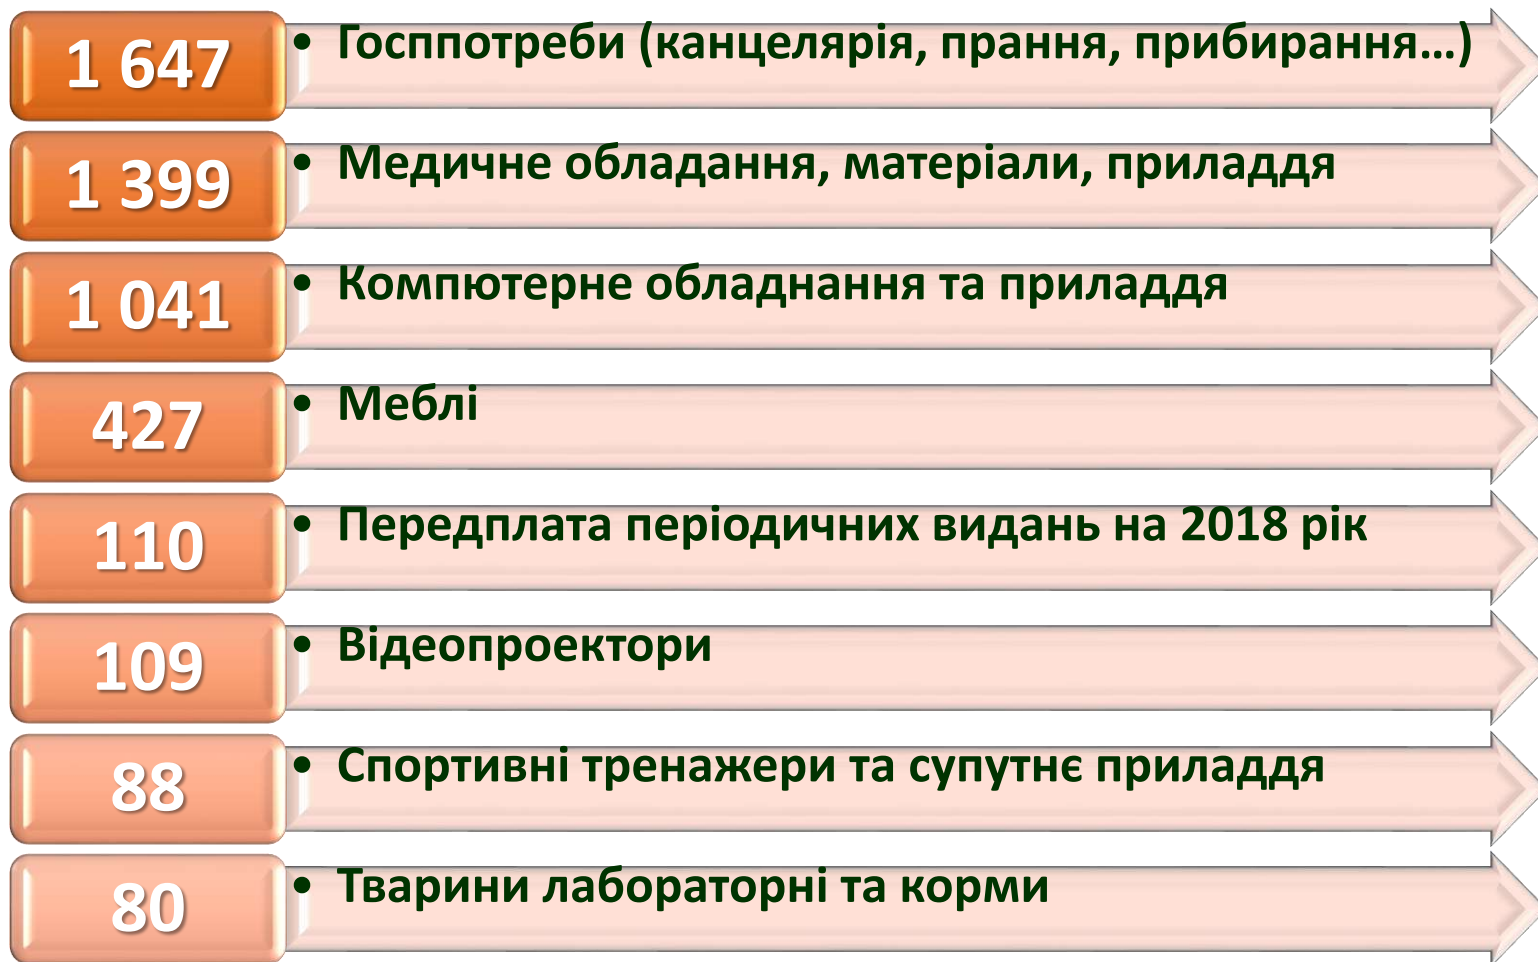 1 647
• Госппотреби (канцелярія, прання, прибирання...)
1 399
• Медичне обладання, матеріали, приладдя
1 041
• Компютерне обладнання та приладдя
427
• Меблі
110
• Передплата періодичних видань на 2018 рік
109
• Відеопроектори
88
• Спортивні тренажери та супутнє приладдя
80
• Тварини лабораторні та корми